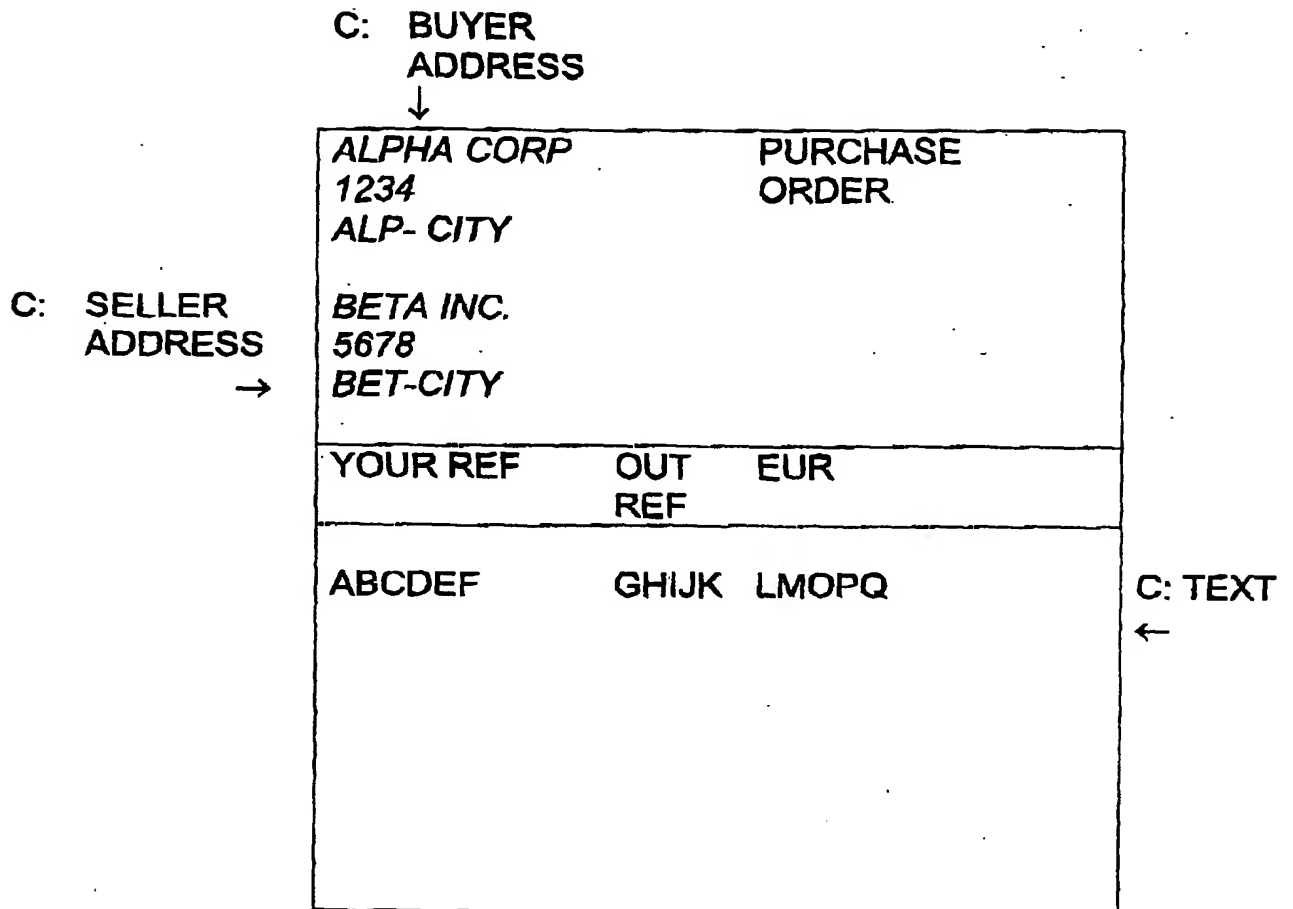 C: BUYER
ADDRESS
↓
ALPHA CORP PURCHASE
1234 ORDER
ALP- CITY
C: SELLER BETA INC.
ADDRESS 5678
→ BET-CITY
YOUR REF OUT EUR
REF
ABCDEF GHIJK LMOPQ C: TEXT
←